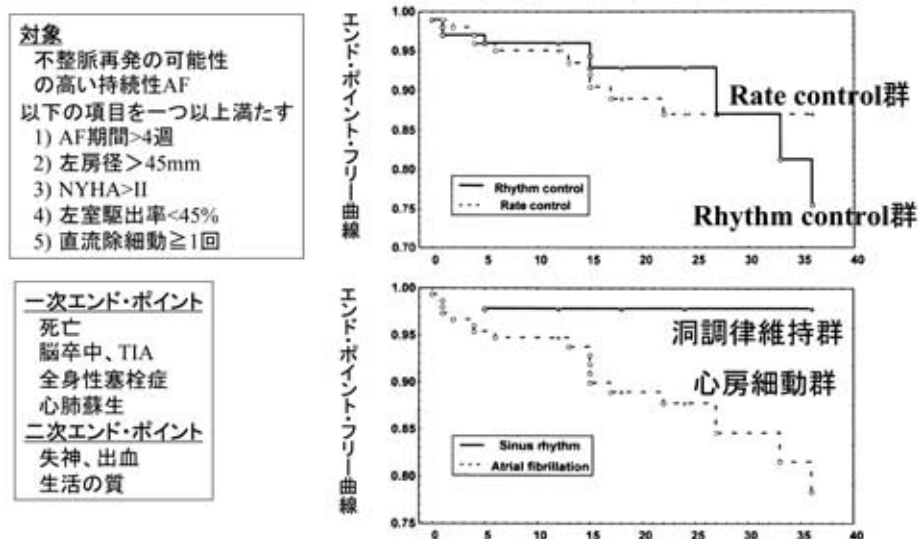 対象
不整脈再発の可能性
の高い持続性AF
以下の項目を一つ以上満たす
1) AF期間>4週
2) 左房径＞45mm
3) NYHA>II
4) 左室駆出率<45%
5) 直流除細動≧1回
一次エンド・ポイント
死亡
脳卒中、TIA
全身性塞栓症
心肺蘇生
二次エンド・ポイント
失神、出血
生活の質
エンド・ポイント・フリー曲線
1.00
0.95
0.90
0.85
0.80
0.75
0.70
Rate control群
Rhythm control群
Rhythm control
Rate control
0 5 10 15 20 25 30 35 40
エンド・ポイント・フリー曲線
1.00
0.95
0.90
0.85
0.80
0.75
洞調律維持群
心房細動群
Sinus rhythm
Atrial fibrillation
0 5 10 15 20 25 30 35 40